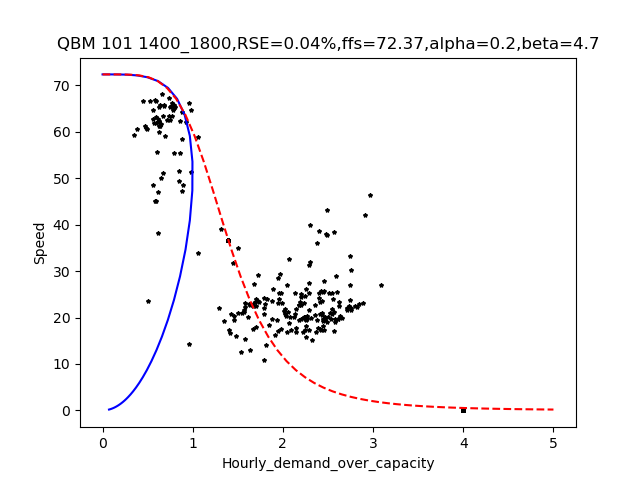 QBM 101 1400_1800,RSE=0.04%,ffs=72.37,alpha=0.2,beta=4.7
70
60
50
40
30
20
10
0
Speed
0 1 2 3 4 5
Hourly_demand_over_capacity